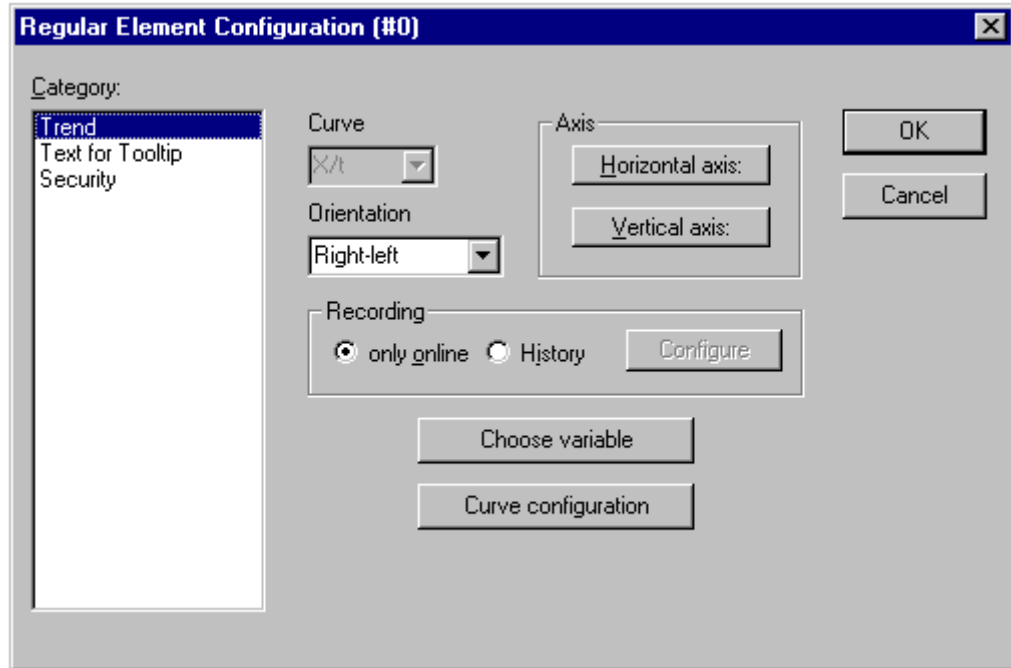 Regular Element Configuration (#0)
Category:
Trend
Text for Tooltip
Security
Curve
X/t
Orientation
Right-left
Axis
Horizontal axis:
Vertical axis:
OK
Cancel
Recording
only online
History
Configure
Choose variable
Curve configuration